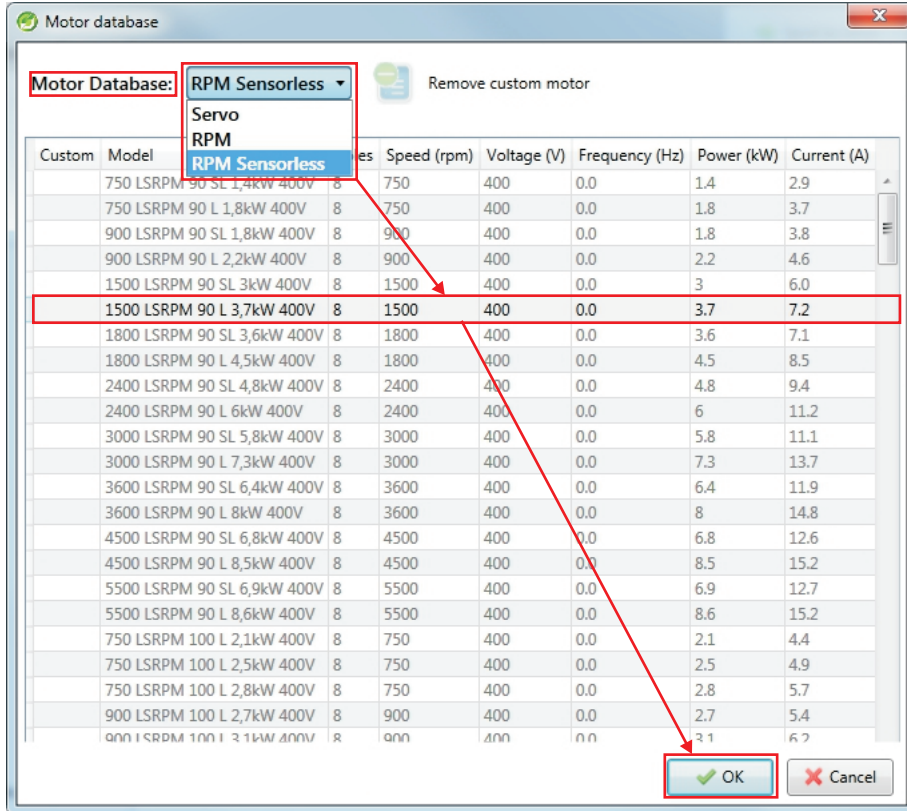 Motor database
Motor Database: RPM Sensorless Remove custom motor
Servo
RPM
RPM Sensorless
Custom Model es Speed (rpm) Voltage (V) Frequency (Hz) Power (kW) Current (A)
750 LSRPM 90 SL 1,4kW 400V 8 750 400 0.0 1.4 2.9
750 LSRPM 90 L 1,8kW 400V 8 750 400 0.0 1.8 3.7
900 LSRPM 90 SL 1,8kW 400V 8 900 400 0.0 1.8 3.8
900 LSRPM 90 L 2,2kW 400V 8 900 400 0.0 2.2 4.6
1500 LSRPM 90 SL 3kW 400V 8 1500 400 0.0 3 6.0
1500 LSRPM 90 L 3,7kW 400V 8 1500 400 0.0 3.7 7.2
1800 LSRPM 90 SL 3,6kW 400V 8 1800 400 0.0 3.6 7.1
1800 LSRPM 90 L 4,5kW 400V 8 1800 400 0.0 4.5 8.5
2400 LSRPM 90 SL 4,8kW 400V 8 2400 400 0.0 4.8 9.4
2400 LSRPM 90 L 6kW 400V 8 2400 400 0.0 6 11.2
3000 LSRPM 90 SL 5,8kW 400V 8 3000 400 0.0 5.8 11.1
3000 LSRPM 90 L 7,3kW 400V 8 3000 400 0.0 7.3 13.7
3600 LSRPM 90 SL 6,4kW 400V 8 3600 400 0.0 6.4 11.9
3600 LSRPM 90 L 8kW 400V 8 3600 400 0.0 8 14.8
4500 LSRPM 90 SL 6,8kW 400V 8 4500 400 0.0 6.8 12.6
4500 LSRPM 90 L 8,5kW 400V 8 4500 400 0.0 8.5 15.2
5500 LSRPM 90 SL 6,9kW 400V 8 5500 400 0.0 6.9 12.7
5500 LSRPM 90 L 8,6kW 400V 8 5500 400 0.0 8.6 15.2
750 LSRPM 100 L 2,1kW 400V 8 750 400 0.0 2.1 4.4
750 LSRPM 100 L 2,5kW 400V 8 750 400 0.0 2.5 4.9
750 LSRPM 100 L 2,8kW 400V 8 750 400 0.0 2.8 5.7
900 LSRPM 100 L 2,7kW 400V 8 900 400 0.0 2.7 5.4
900 LSRPM 100 L 3,1kW 400V 8 900 400 0.0 3.1 6.2
OK Cancel